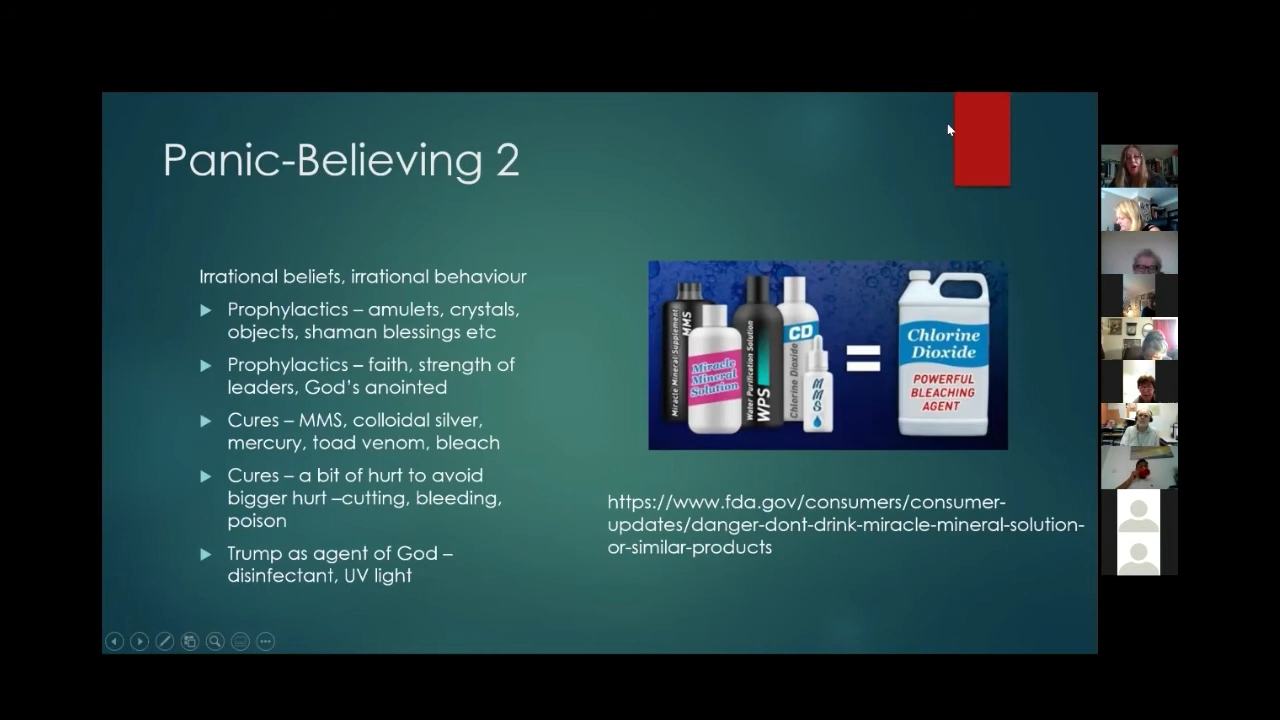 Panic-Believing 2
Irrational beliefs, irrational behaviour
Prophylactics – amulets, crystals,
objects, shaman blessings etc
Prophylactics – faith, strength of
leaders, God's anointed
Cures – MMS, colloidal silver,
mercury, toad venom, bleach
Cures – a bit of hurt to avoid
bigger hurt –cutting, bleeding,
poison
Trump as agent of God –
disinfectant, UV light
Miracle Mineral Supplement
MMS
Miracle
Mineral
Solution
Water Purification Solution
WPS
CD
Chlorine Dioxide
MMS
=
Chlorine
Dioxide
POWERFUL
BLEACHING
AGENT
https://www.fda.gov/consumers/consumer-
updates/danger-dont-drink-miracle-mineral-solution-
or-similar-products